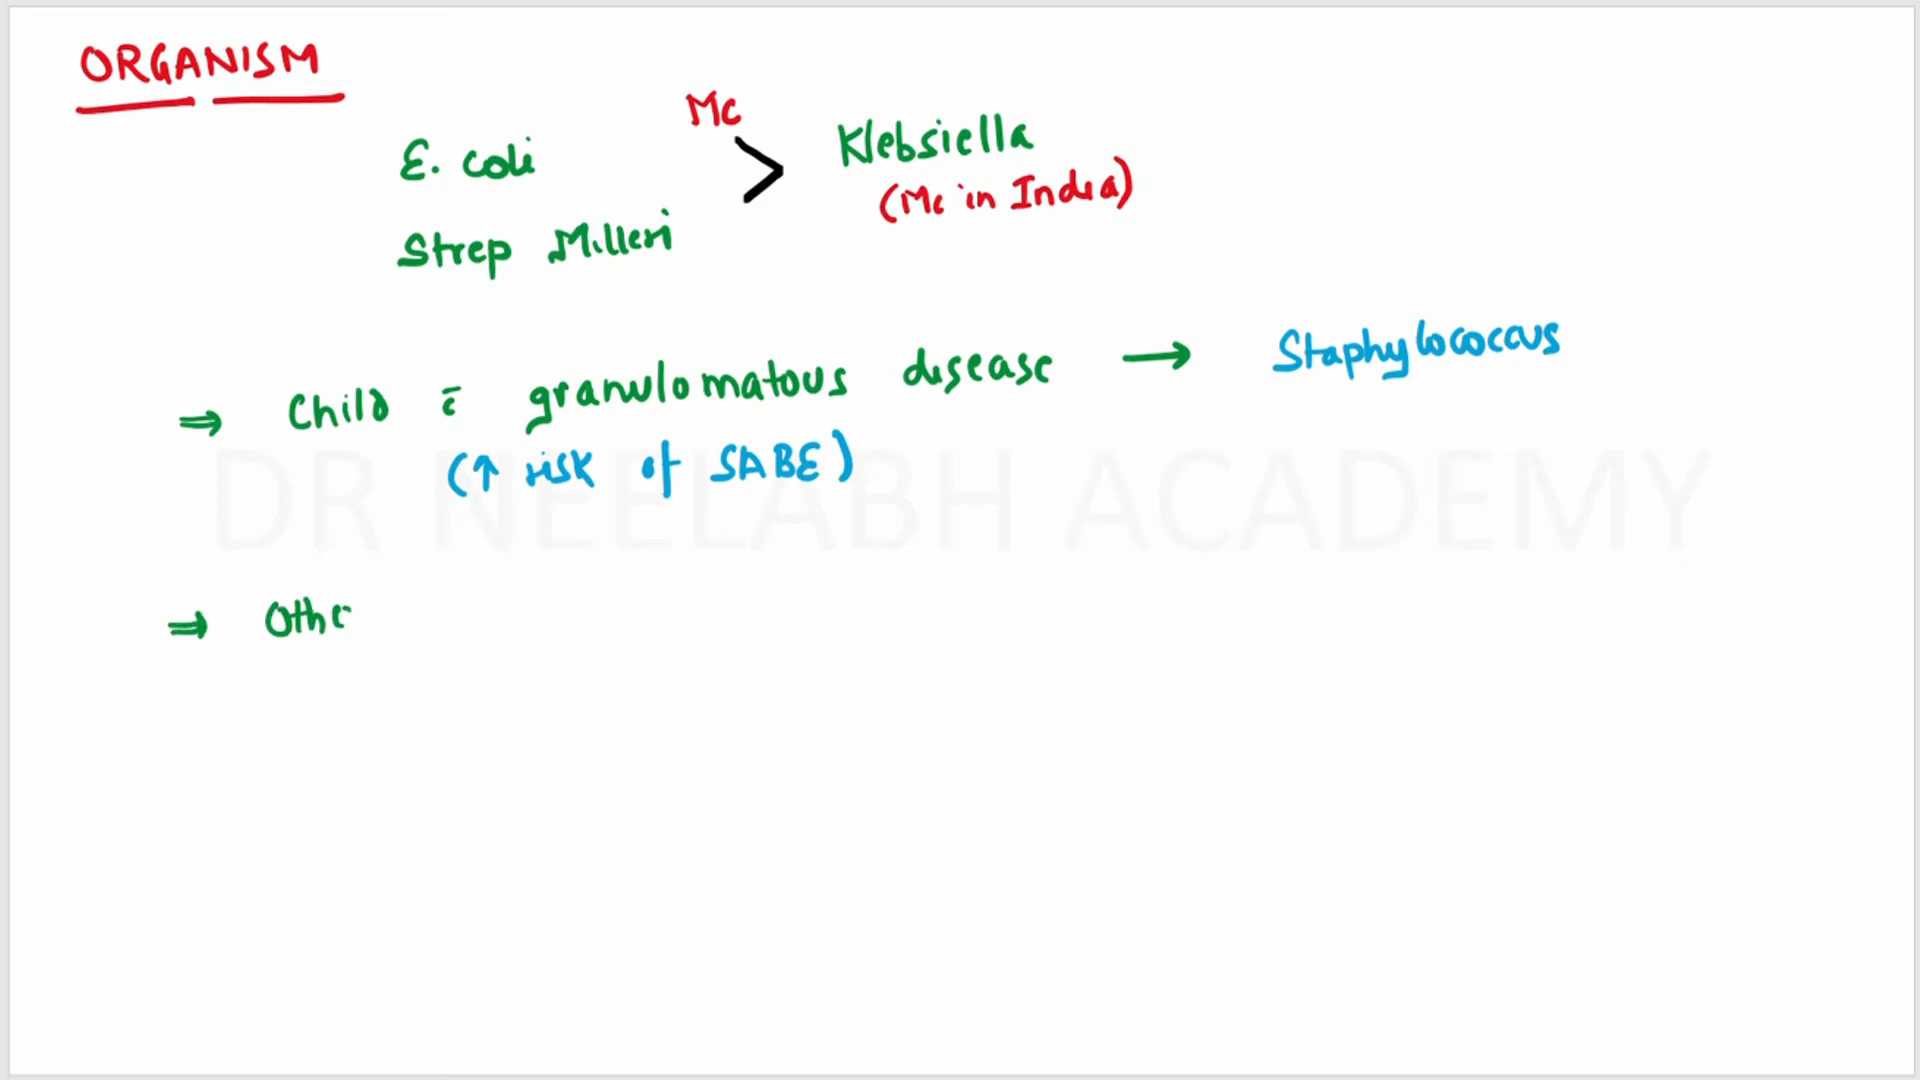 ORGANISM
Mc
E. coli > Klebsiella
(Mc in India)
Strep Milleri
⇒ Child c̄ granulomatous disease → Staphylococcus
(↑ risk of SABE)
DR NEELABH ACADEMY
⇒ Othe